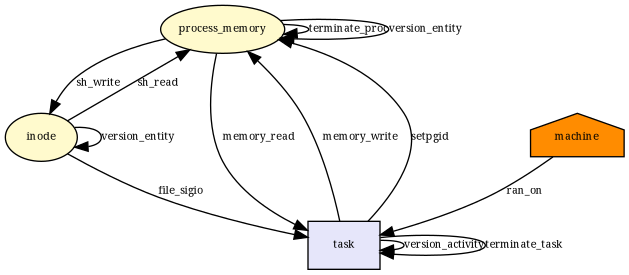 process_memory
terminate_proc
version_entity
sh_write
sh_read
inode
version_entity
memory_read
memory_write
setpgid
machine
file_sigio
ran_on
task
version_activity
terminate_task